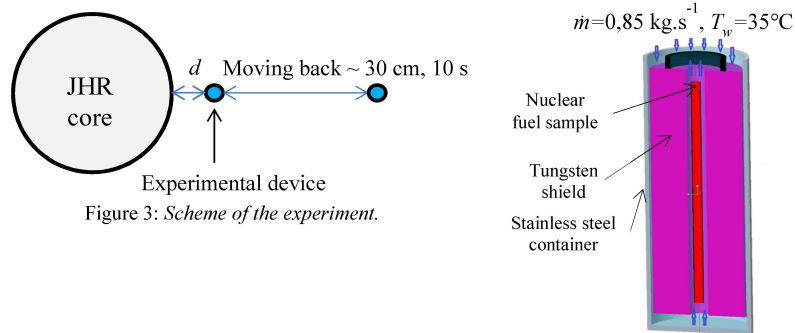 JHR
core
d
Moving back ~ 30 cm, 10 s
Experimental device
Figure 3: Scheme of the experiment.
ṁ=0,85 kg.s⁻¹, T_w=35°C
Nuclear
fuel sample
Tungsten
shield
Stainless steel
container